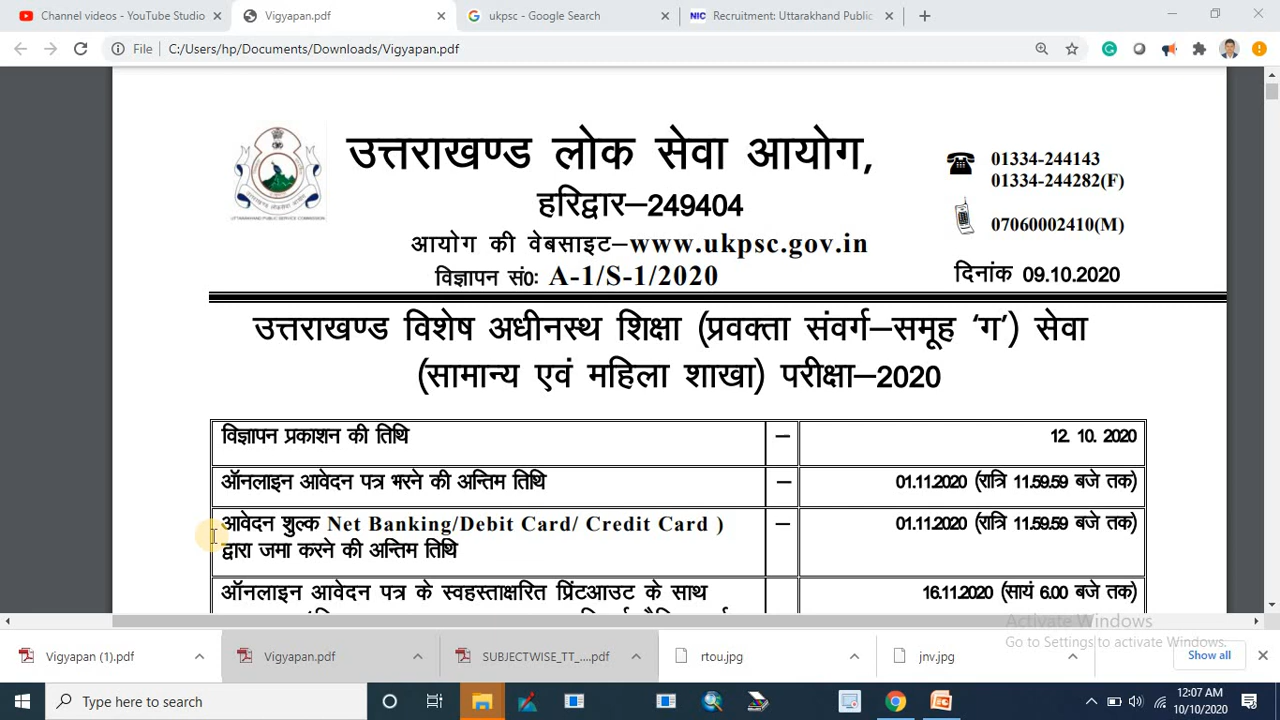 Channel videos - YouTube Studio
Vigyapan.pdf
ukpsc - Google Search
Recruitment: Uttarakhand Public
File
C:/Users/hp/Documents/Downloads/Vigyapan.pdf
उत्तराखण्ड लोक सेवा आयोग,
हरिद्वार–249404
आयोग की वेबसाइट–www.ukpsc.gov.in
विज्ञापन सं0: A-1/S-1/2020
01334-244143
01334-244282(F)
07060002410(M)
दिनांक 09.10.2020
उत्तराखण्ड विशेष अधीनस्थ शिक्षा (प्रवक्ता संवर्ग–समूह ‘ग’) सेवा
(सामान्य एवं महिला शाखा) परीक्षा–2020
विज्ञापन प्रकाशन की तिथि – 12. 10. 2020
ऑनलाइन आवेदन पत्र भरने की अन्तिम तिथि – 01.11.2020 (रात्रि 11.59.59 बजे तक)
आवेदन शुल्क Net Banking/Debit Card/ Credit Card ) – 01.11.2020 (रात्रि 11.59.59 बजे तक)
द्वारा जमा करने की अन्तिम तिथि
ऑनलाइन आवेदन पत्र के स्वहस्ताक्षरित प्रिंटआउट के साथ 16.11.2020 (सायं 6.00 बजे तक)
Activate Windows
Go to Settings to activate Windows.
Vigyapan (1).pdf
Vigyapan.pdf
SUBJECTWISE_TT_....pdf
rtou.jpg
jnv.jpg
Show all
Type here to search
12:07 AM
10/10/2020